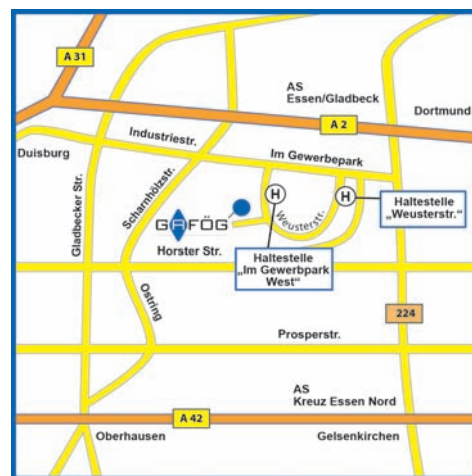 A 31
AS
Essen/Gladbeck
Dortmund
A 2
Industriestr.
Im Gewerbepark
Duisburg
Gladbecker Str.
Scharnhölzstr.
H
H
Weusterstr.
Haltestelle
„Weusterstr.“
GAFÖG
Horster Str.
Haltestelle
„Im Gewerbpark
West“
Ostring
224
Prosperstr.
AS
Kreuz Essen Nord
A 42
Oberhausen
Gelsenkirchen